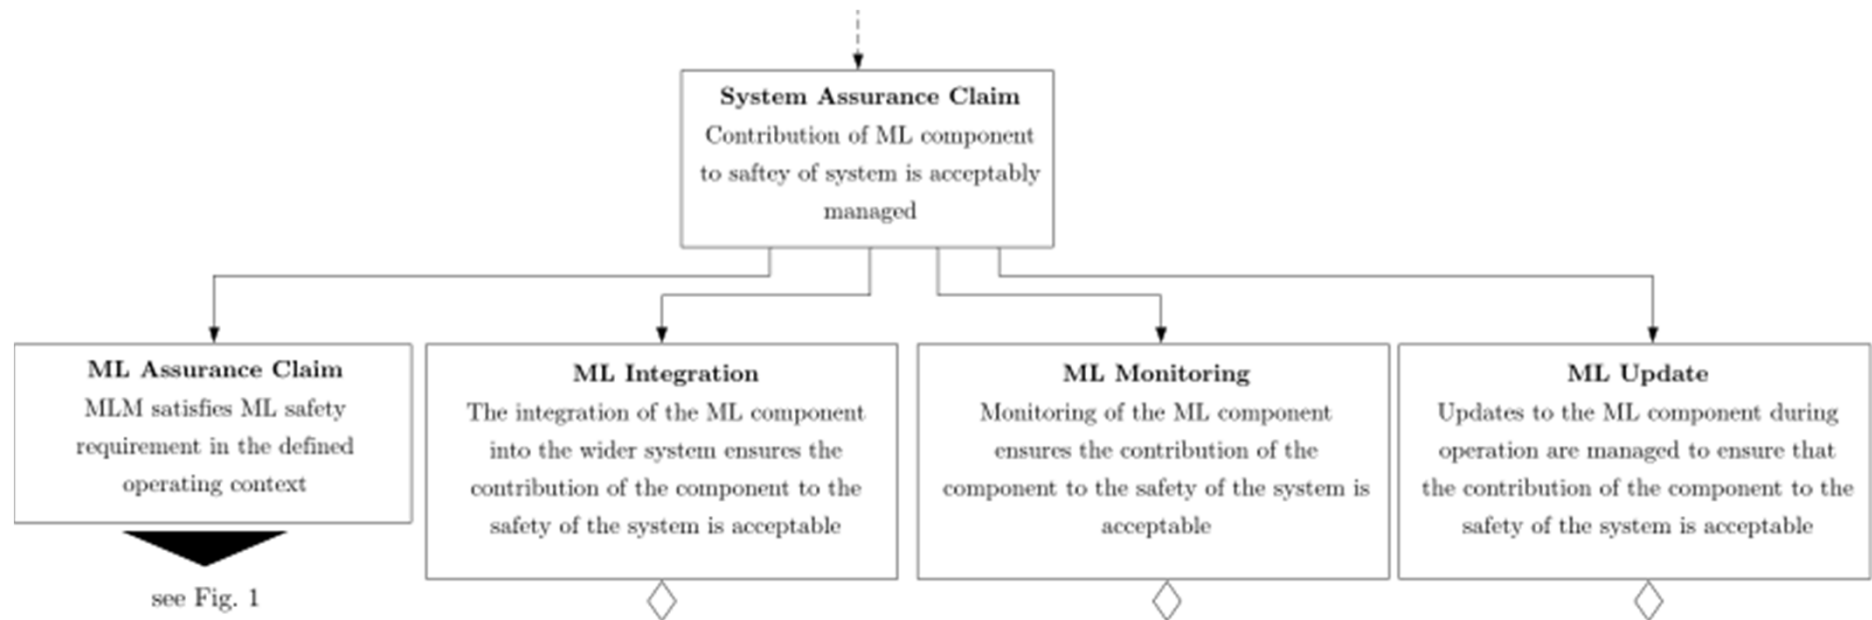 System Assurance Claim
Contribution of ML component
to saftey of system is acceptably
managed
ML Assurance Claim
MLM satisfies ML safety
requirement in the defined
operating context
see Fig. 1
ML Integration
The integration of the ML component
into the wider system ensures the
contribution of the component to the
safety of the system is acceptable
ML Monitoring
Monitoring of the ML component
ensures the contribution of the
component to the safety of the system is
acceptable
ML Update
Updates to the ML component during
operation are managed to ensure that
the contribution of the component to the
safety of the system is acceptable